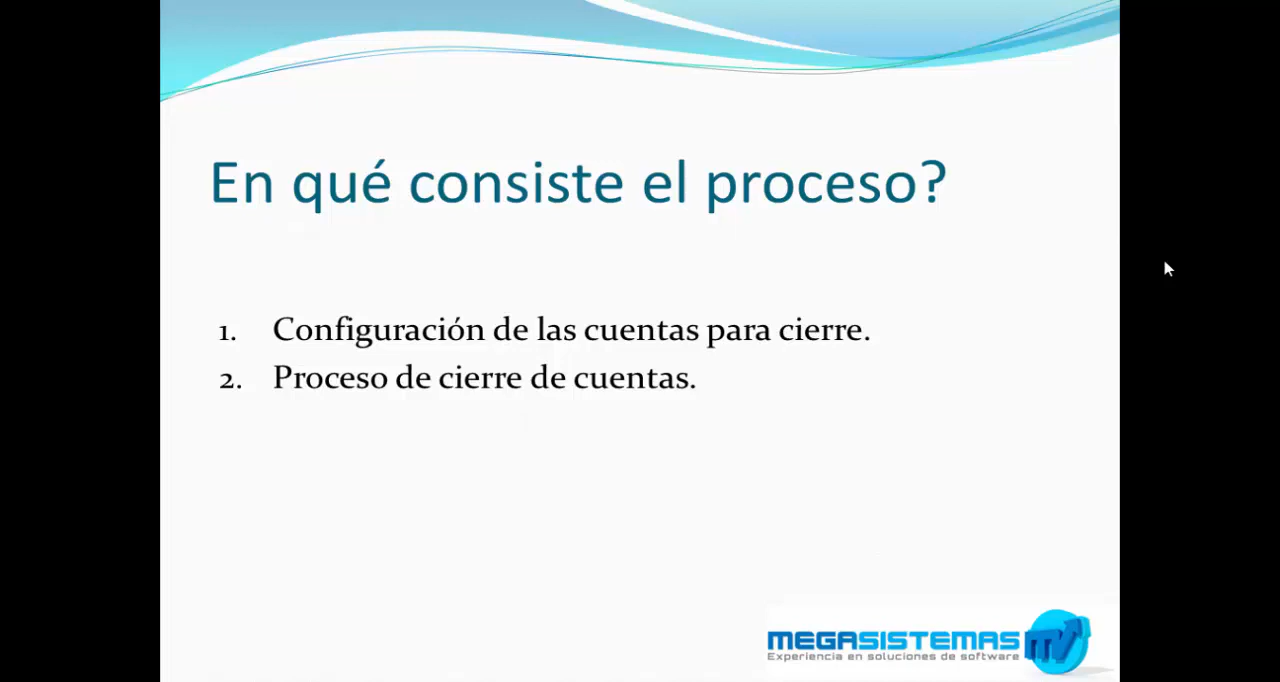 En qué consiste el proceso?
1. Configuración de las cuentas para cierre.
2. Proceso de cierre de cuentas.
MEGASISTEMAS
Experiencia en soluciones de software